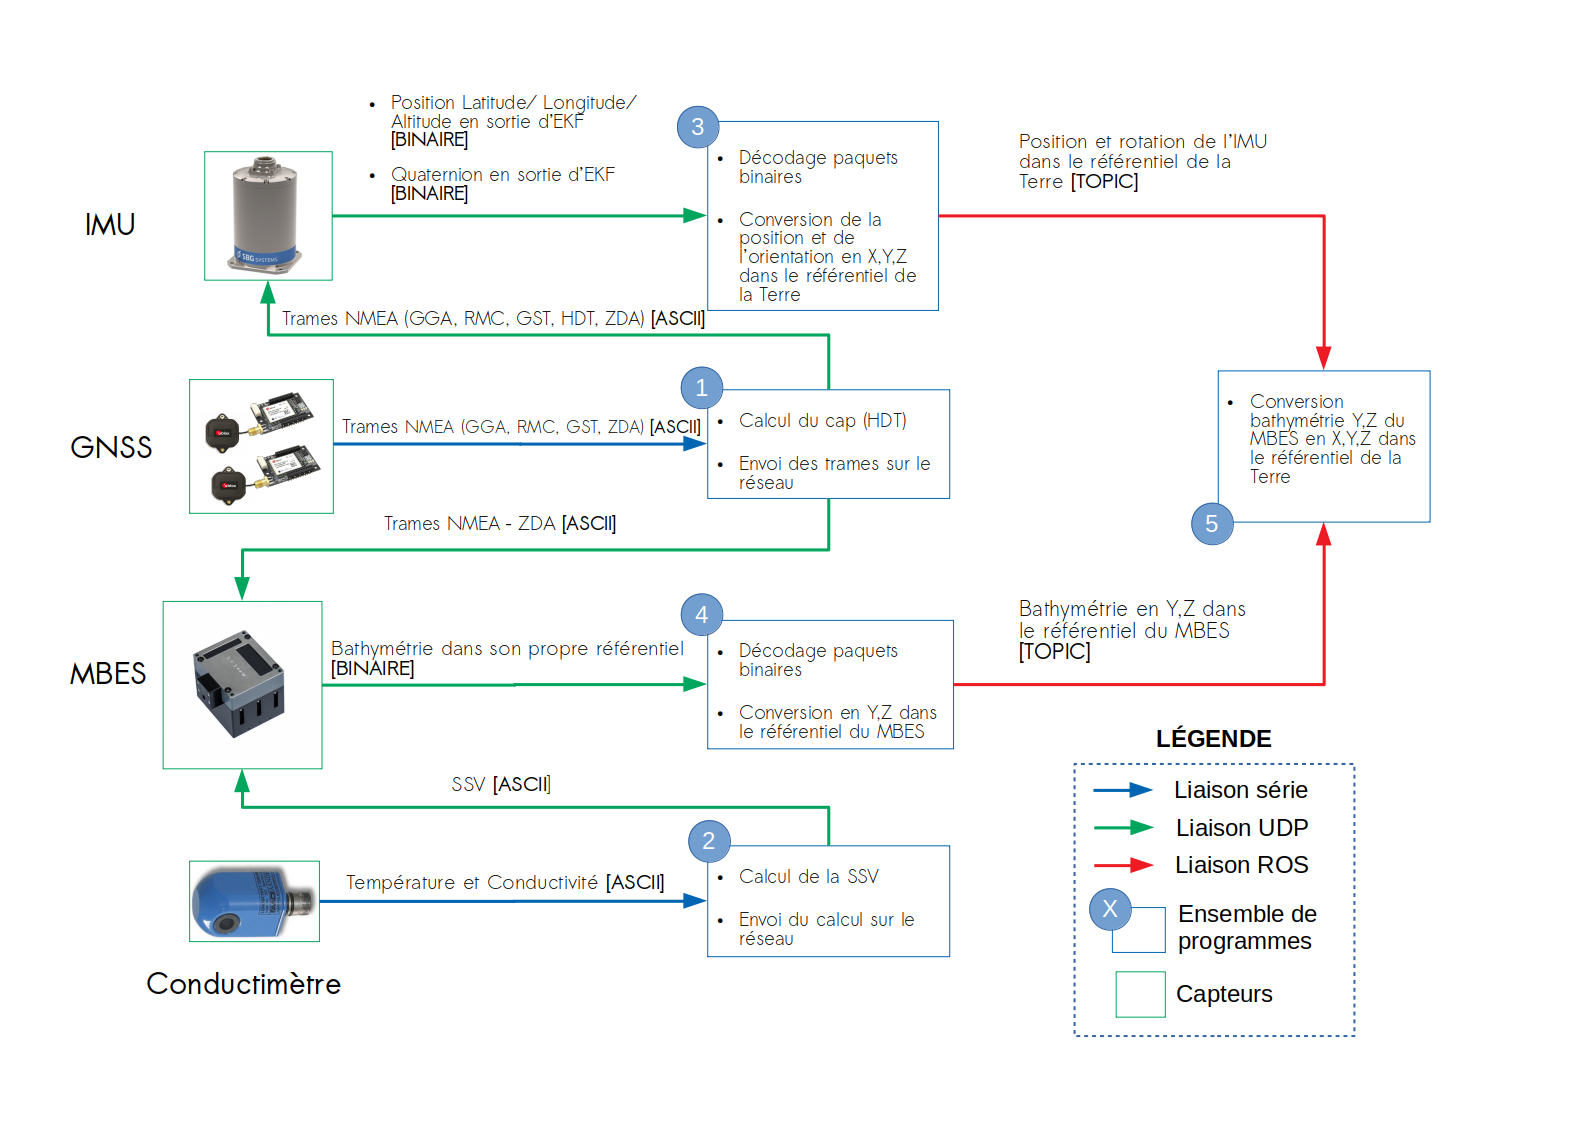 • Position Latitude/ Longitude/
Altitude en sortie d'EKF
[BINAIRE]
• Quaternion en sortie d'EKF
[BINAIRE]
IMU
SBG SYSTEMS
3
• Décodage paquets
binaires
• Conversion de la
position et de
l'orientation en X,Y,Z
dans le référentiel de
la Terre
Position et rotation de l'IMU
dans le référentiel de la
Terre [TOPIC]
Trames NMEA (GGA, RMC, GST, HDT, ZDA) [ASCII]
GNSS
Trames NMEA (GGA, RMC, GST, ZDA) [ASCII]
1
• Calcul du cap (HDT)
• Envoi des trames sur le
réseau
• Conversion
bathymétrie Y,Z du
MBES en X,Y,Z dans
le référentiel de la
Terre
5
Trames NMEA - ZDA [ASCII]
MBES
Bathymétrie dans son propre référentiel
[BINAIRE]
4
• Décodage paquets
binaires
• Conversion en Y,Z dans
le référentiel du MBES
Bathymétrie en Y,Z dans
le référentiel du MBES
[TOPIC]
SSV [ASCII]
Conductimètre
Température et Conductivité [ASCII]
2
• Calcul de la SSV
• Envoi du calcul sur le
réseau
LÉGENDE
Liaison série
Liaison UDP
Liaison ROS
X
Ensemble de
programmes
Capteurs